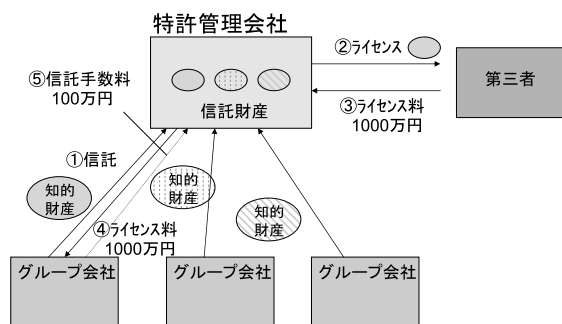 特許管理会社
②ライセンス
⑤信託手数料
100万円
信託財産
第三者
③ライセンス料
1000万円
①信託
知的
財産
知的
財産
知的
財産
④ライセンス料
1000万円
グループ会社
グループ会社
グループ会社